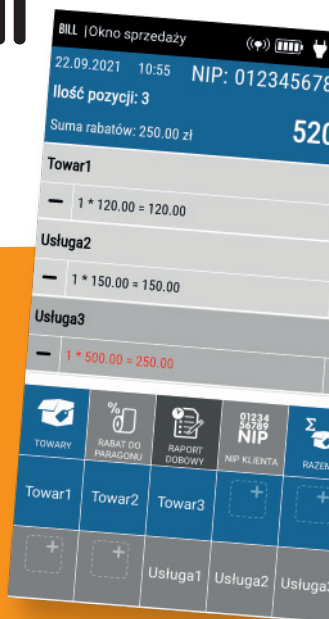 BILL |Okno sprzedaży
22.09.2021 10:55 NIP: 012345678
Ilość pozycji: 3
Suma rabatów: 250.00 zł 520
Towar1
1 * 120.00 = 120.00
Usługa2
1 * 150.00 = 150.00
Usługa3
1 * 500.00 = 250.00
% 01234 56789 NIP Σ
TOWARY RABAT DO PARAGONU RAPORT DOBOWY NIP KLIENTA RAZEM
Towar1 Towar2 Towar3
Usługa1 Usługa2 Usługa3